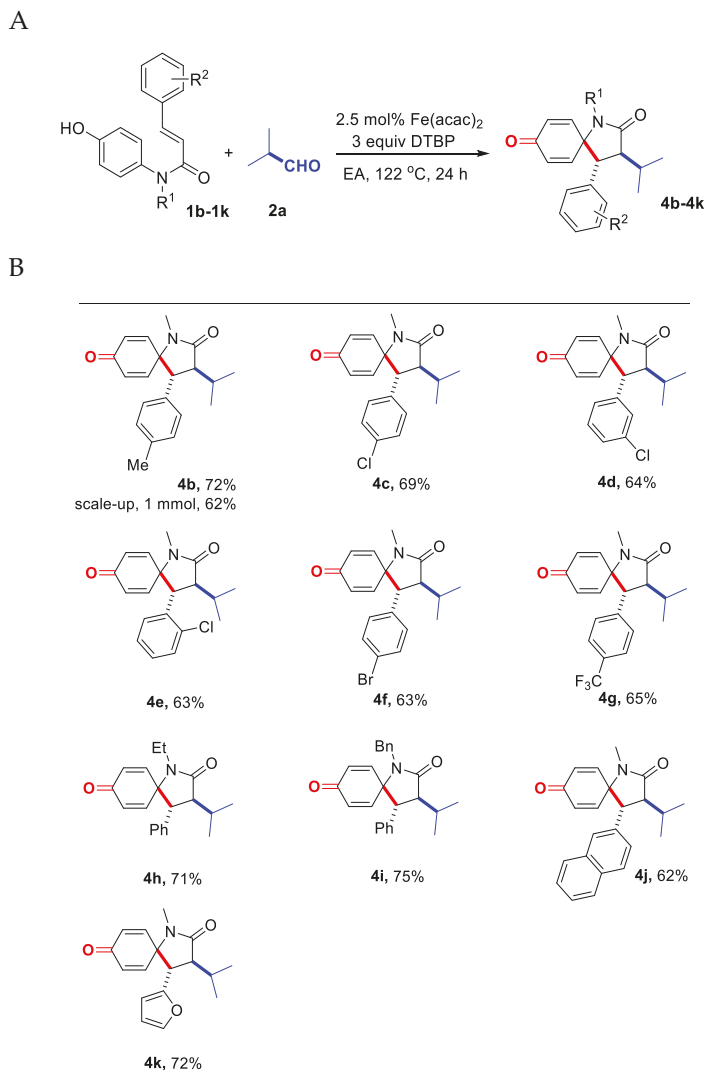 A
HO
R²
N
R¹
O
1b-1k
+
CHO
2a
2.5 mol% Fe(acac)₂
3 equiv DTBP
EA, 122 °C, 24 h
O
R¹
N
O
R²
4b-4k
B
O
N
O
Me
4b, 72%
scale-up, 1 mmol, 62%
O
N
O
Cl
4c, 69%
O
N
O
Cl
4d, 64%
O
N
O
Cl
4e, 63%
O
N
O
Br
4f, 63%
O
N
O
F₃C
4g, 65%
Et
O
N
O
Ph
4h, 71%
Bn
O
N
O
Ph
4i, 75%
O
N
O
4j, 62%
O
N
O
O
4k, 72%